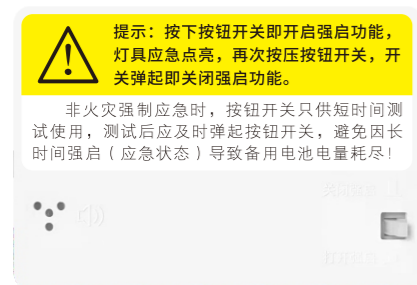 提示：按下按钮开关即开启强启功能，
灯具应急点亮，再次按压按钮开关，开
关弹起即关闭强启功能。
非火灾强制应急时，按钮开关只供短时间测
试使用，测试后应及时弹起按钮开关，避免因长
时间强启（应急状态）导致备用电池电量耗尽！